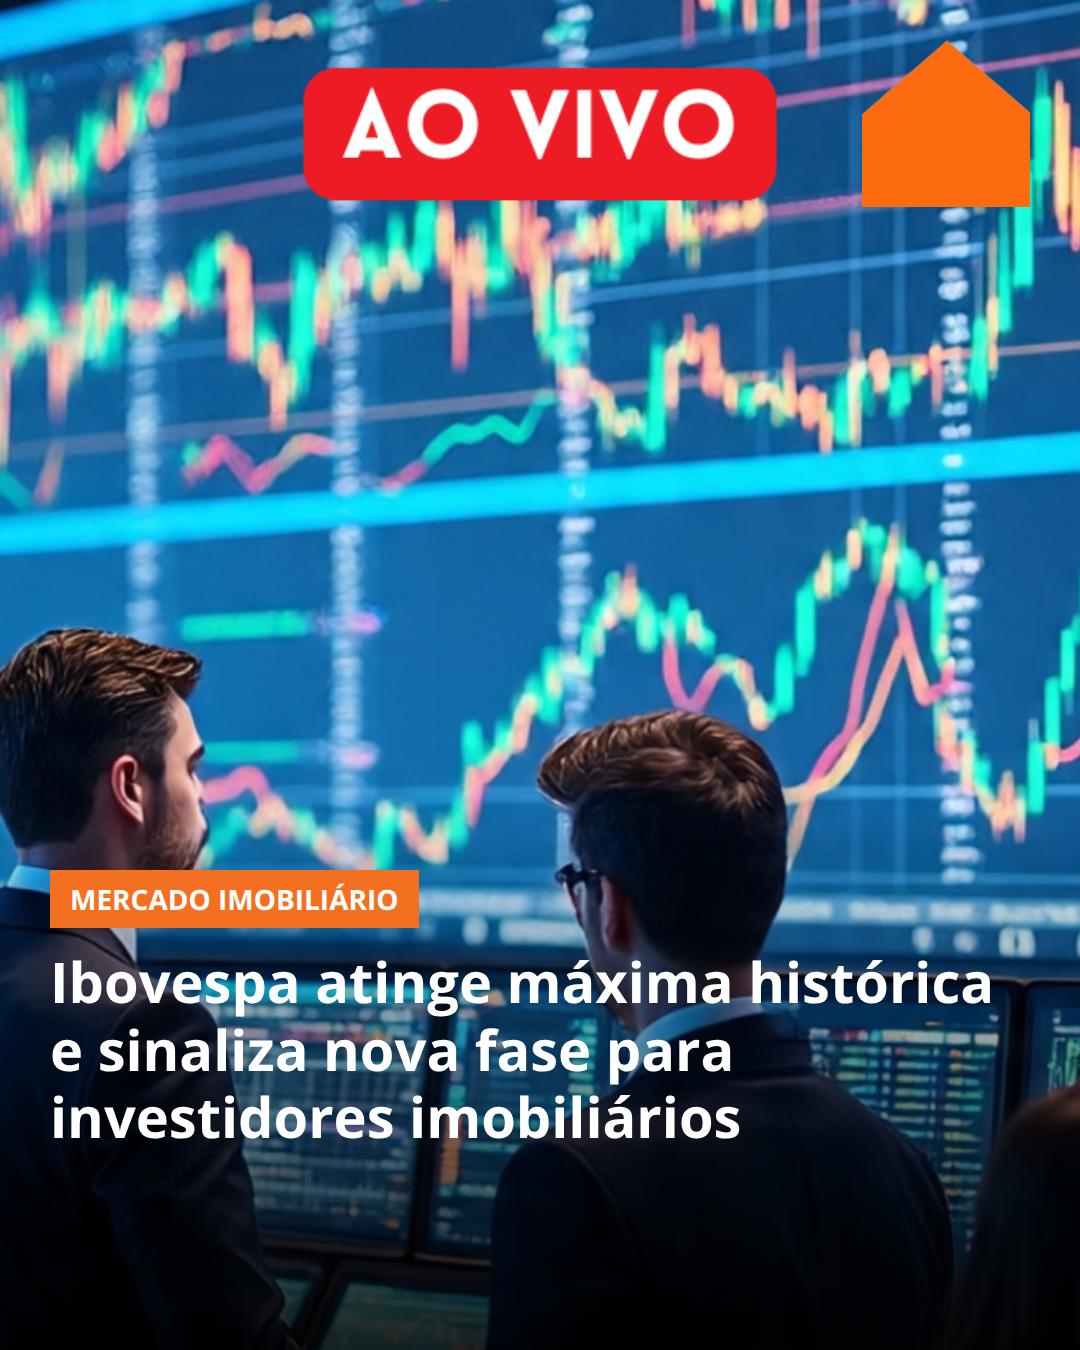 AO VIVO
MERCADO IMOBILIÁRIO
Ibovespa atinge máxima histórica
e sinaliza nova fase para
investidores imobiliários